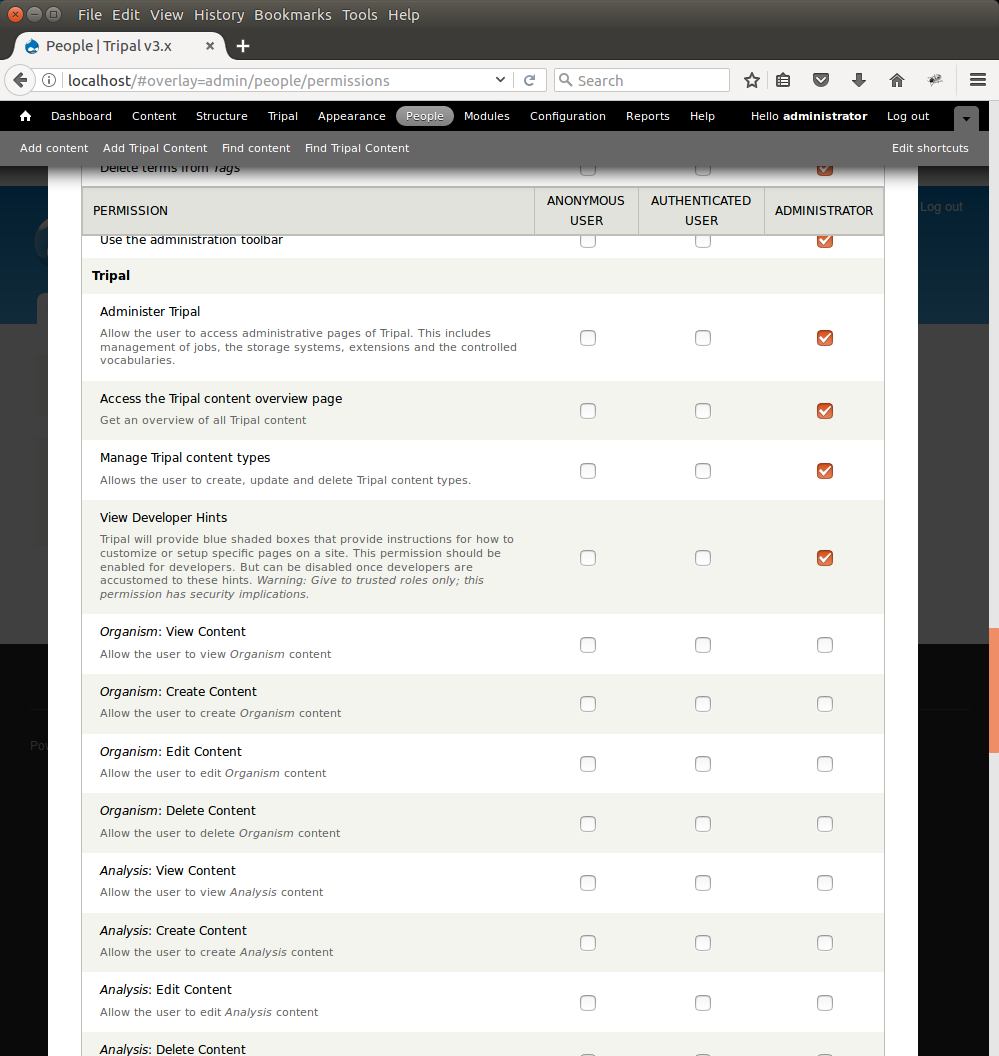 File Edit View History Bookmarks Tools Help
People | Tripal v3.x
localhost/#overlay=admin/people/permissions
Search
Dashboard Content Structure Tripal Appearance People Modules Configuration Reports Help Hello administrator Log out
Add content Add Tripal Content Find content Find Tripal Content Edit shortcuts
Delete terms from Tags
Log out
PERMISSION
ANONYMOUS
USER
AUTHENTICATED
USER
ADMINISTRATOR
Use the administration toolbar
Tripal
Administer Tripal
Allow the user to access administrative pages of Tripal. This includes
management of jobs, the storage systems, extensions and the controlled
vocabularies.
Access the Tripal content overview page
Get an overview of all Tripal content
Manage Tripal content types
Allows the user to create, update and delete Tripal content types.
View Developer Hints
Tripal will provide blue shaded boxes that provide instructions for how to
customize or setup specific pages on a site. This permission should be
enabled for developers. But can be disabled once developers are
accustomed to these hints. Warning: Give to trusted roles only; this
permission has security implications.
Organism: View Content
Allow the user to view Organism content
Organism: Create Content
Allow the user to create Organism content
Organism: Edit Content
Allow the user to edit Organism content
Organism: Delete Content
Allow the user to delete Organism content
Analysis: View Content
Allow the user to view Analysis content
Analysis: Create Content
Allow the user to create Analysis content
Analysis: Edit Content
Allow the user to edit Analysis content
Analysis: Delete Content